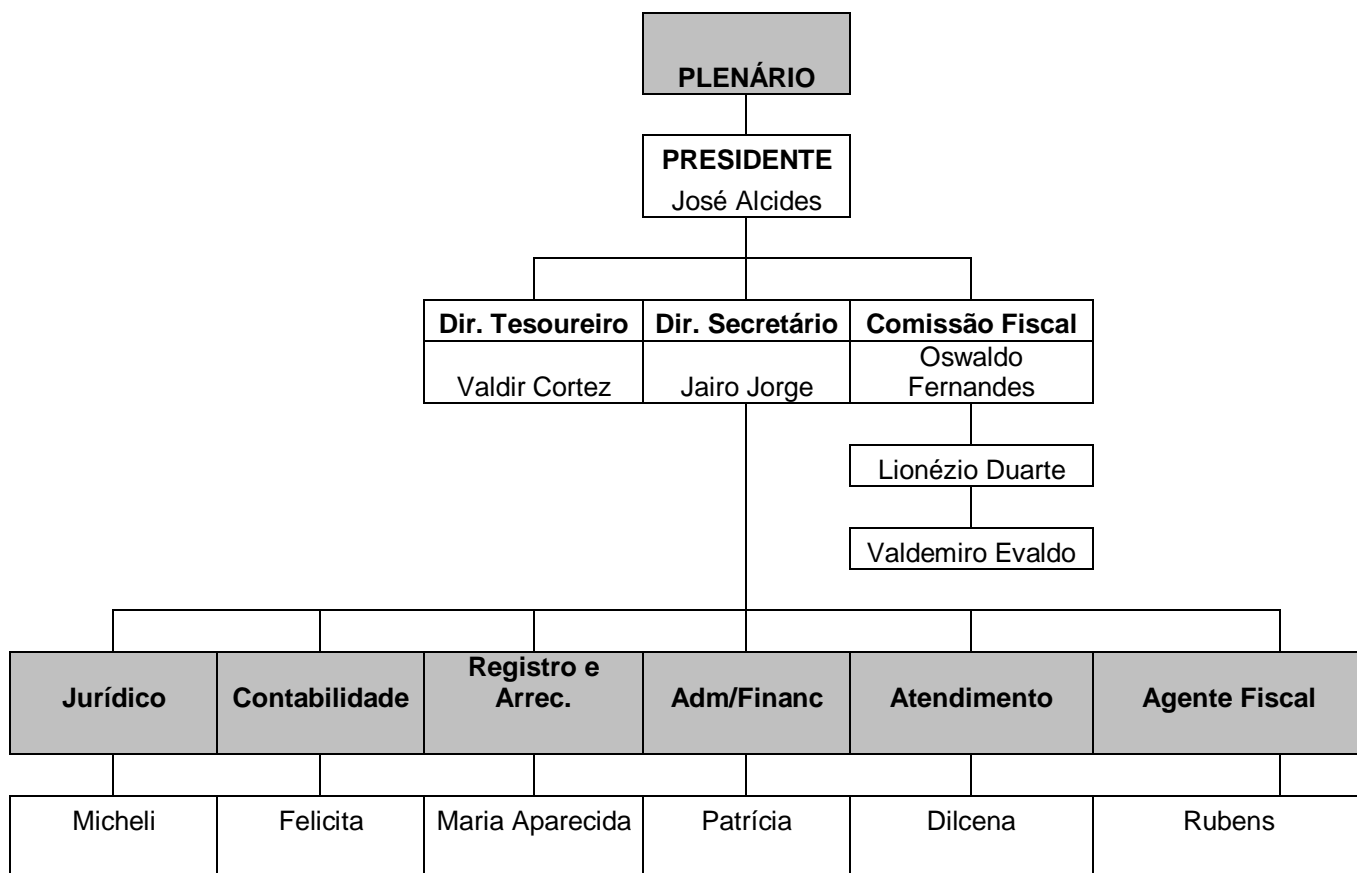 PLENÁRIO
PRESIDENTE
José Alcides
Dir. Tesoureiro
Valdir Cortez
Dir. Secretário
Jairo Jorge
Comissão Fiscal
Oswaldo
Fernandes
Lionézio Duarte
Valdemiro Evaldo
Jurídico
Contabilidade
Registro e
Arrec.
Adm/Financ
Atendimento
Agente Fiscal
Micheli
Felicita
Maria Aparecida
Patrícia
Dilcena
Rubens